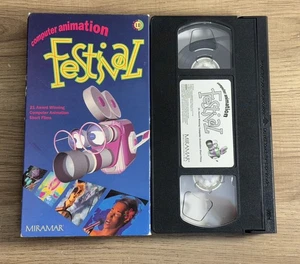 computer animation
Festival
21 Award Winning
Computer Animation
Short Films
MIRAMAR
computer animation
Festival
MIRAMAR